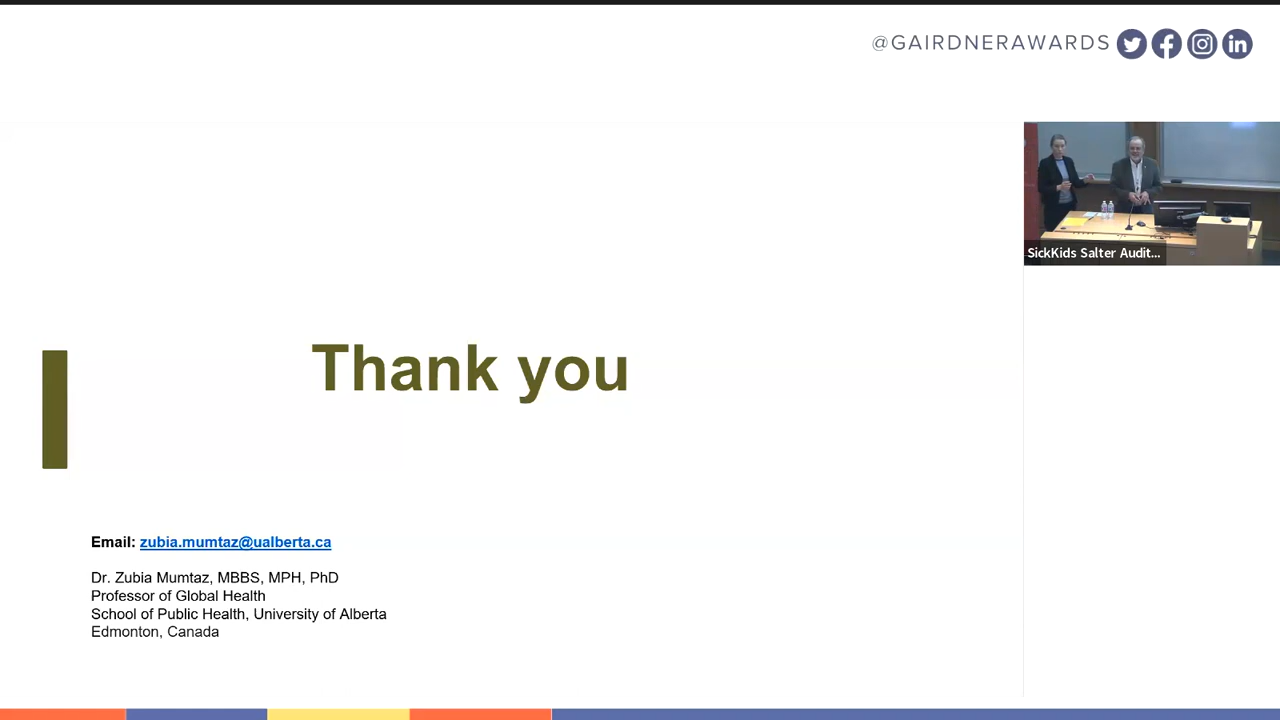 @GAIRDNERAWARDS
SickKids Salter Audit...
Thank you
Email: zubia.mumtaz@ualberta.ca
Dr. Zubia Mumtaz, MBBS, MPH, PhD
Professor of Global Health
School of Public Health, University of Alberta
Edmonton, Canada